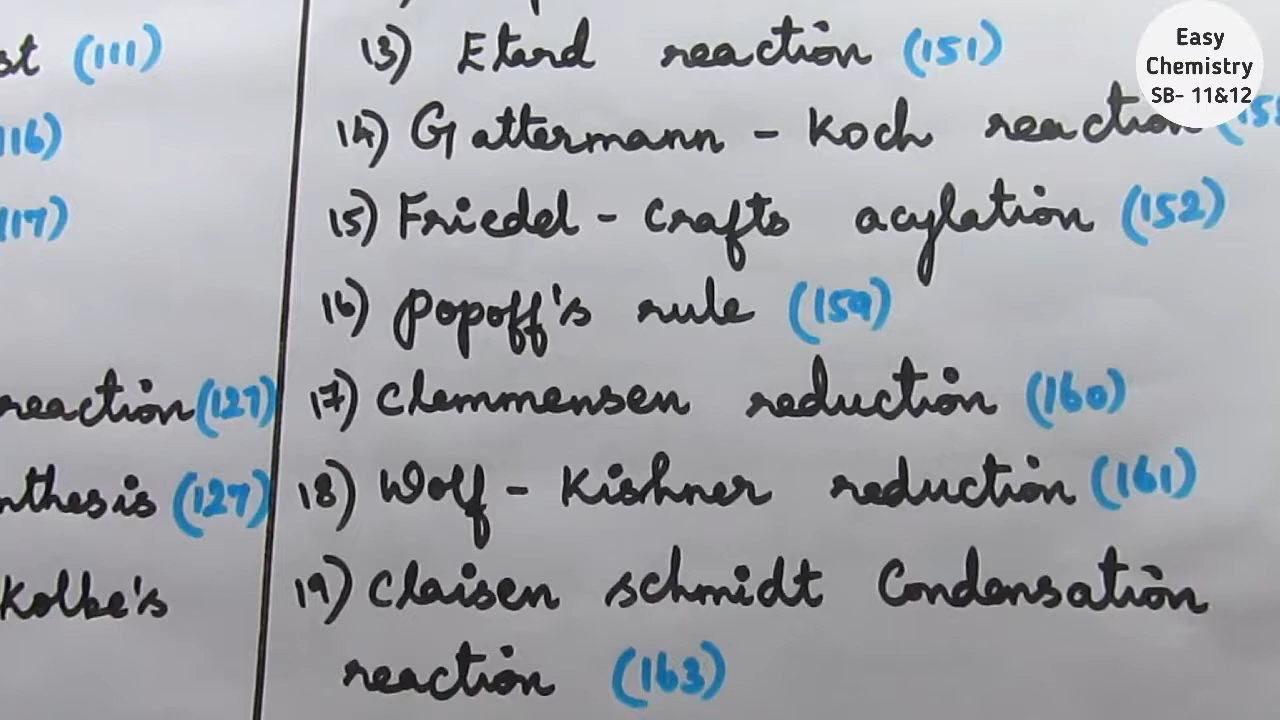 st (111)
116)
(117)
reaction (127)
nthesis (127)
Kolbe's
13) Etard reaction (151)
14) Gattermann - Koch reaction
15) Friedel - crafts acylation (152)
16) popoff's rule (159)
17) clemmensen reduction (160)
18) Wolf - Kishner reduction (161)
19) Claisen schmidt Condensation
reaction (163)
Easy
Chemistry
SB- 11&12